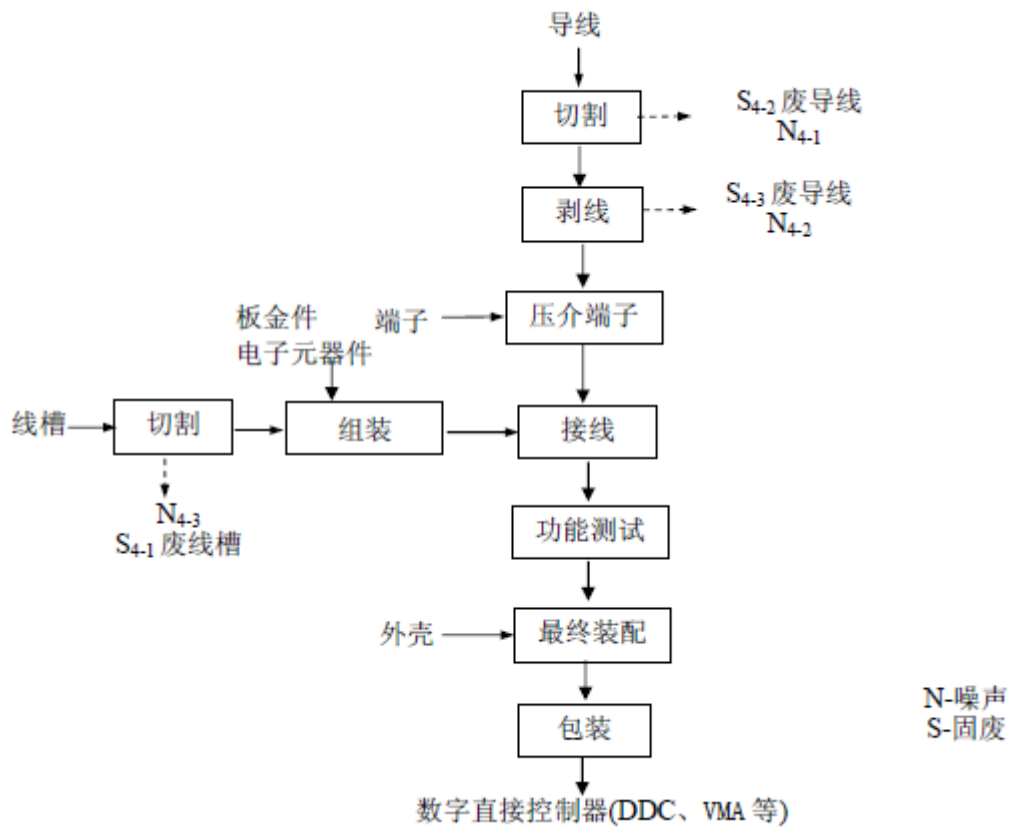 导线
切割
S4-2 废导线
N4-1
剥线
S4-3 废导线
N4-2
板金件
电子元器件
端子
压介端子
线槽
切割
组装
接线
N4-3
S4-1 废线槽
功能测试
外壳
最终装配
N-噪声
S-固废
包装
数字直接控制器(DDC、VMA 等)